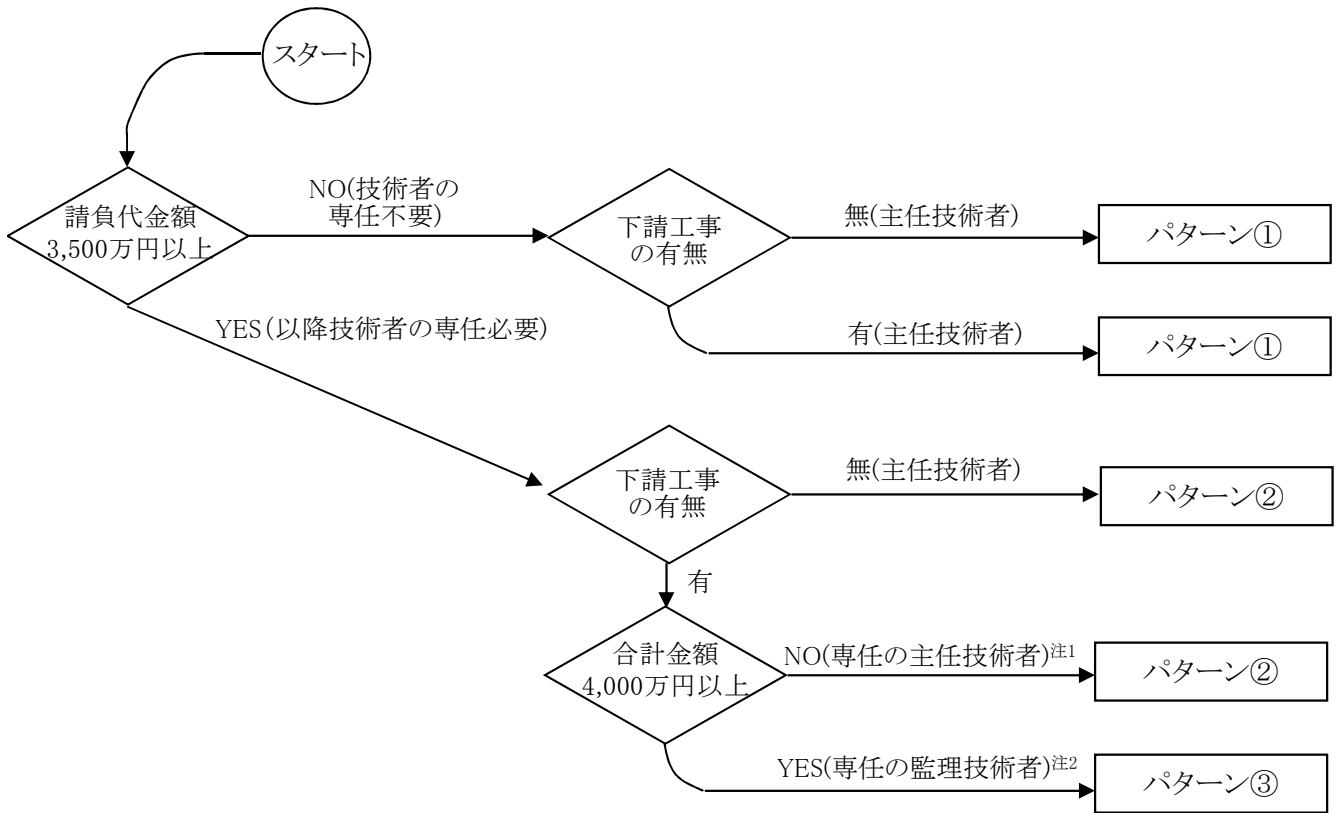 スタート
請負代金額
3,500万円以上
NO(技術者の
専任不要)
下請工事
の有無
無(主任技術者)
パターン①
有(主任技術者)
パターン①
YES(以降技術者の専任必要)
下請工事
の有無
無(主任技術者)
パターン②
有
合計金額
4,000万円以上
NO(専任の主任技術者)注1
パターン②
YES(専任の監理技術者)注2
パターン③